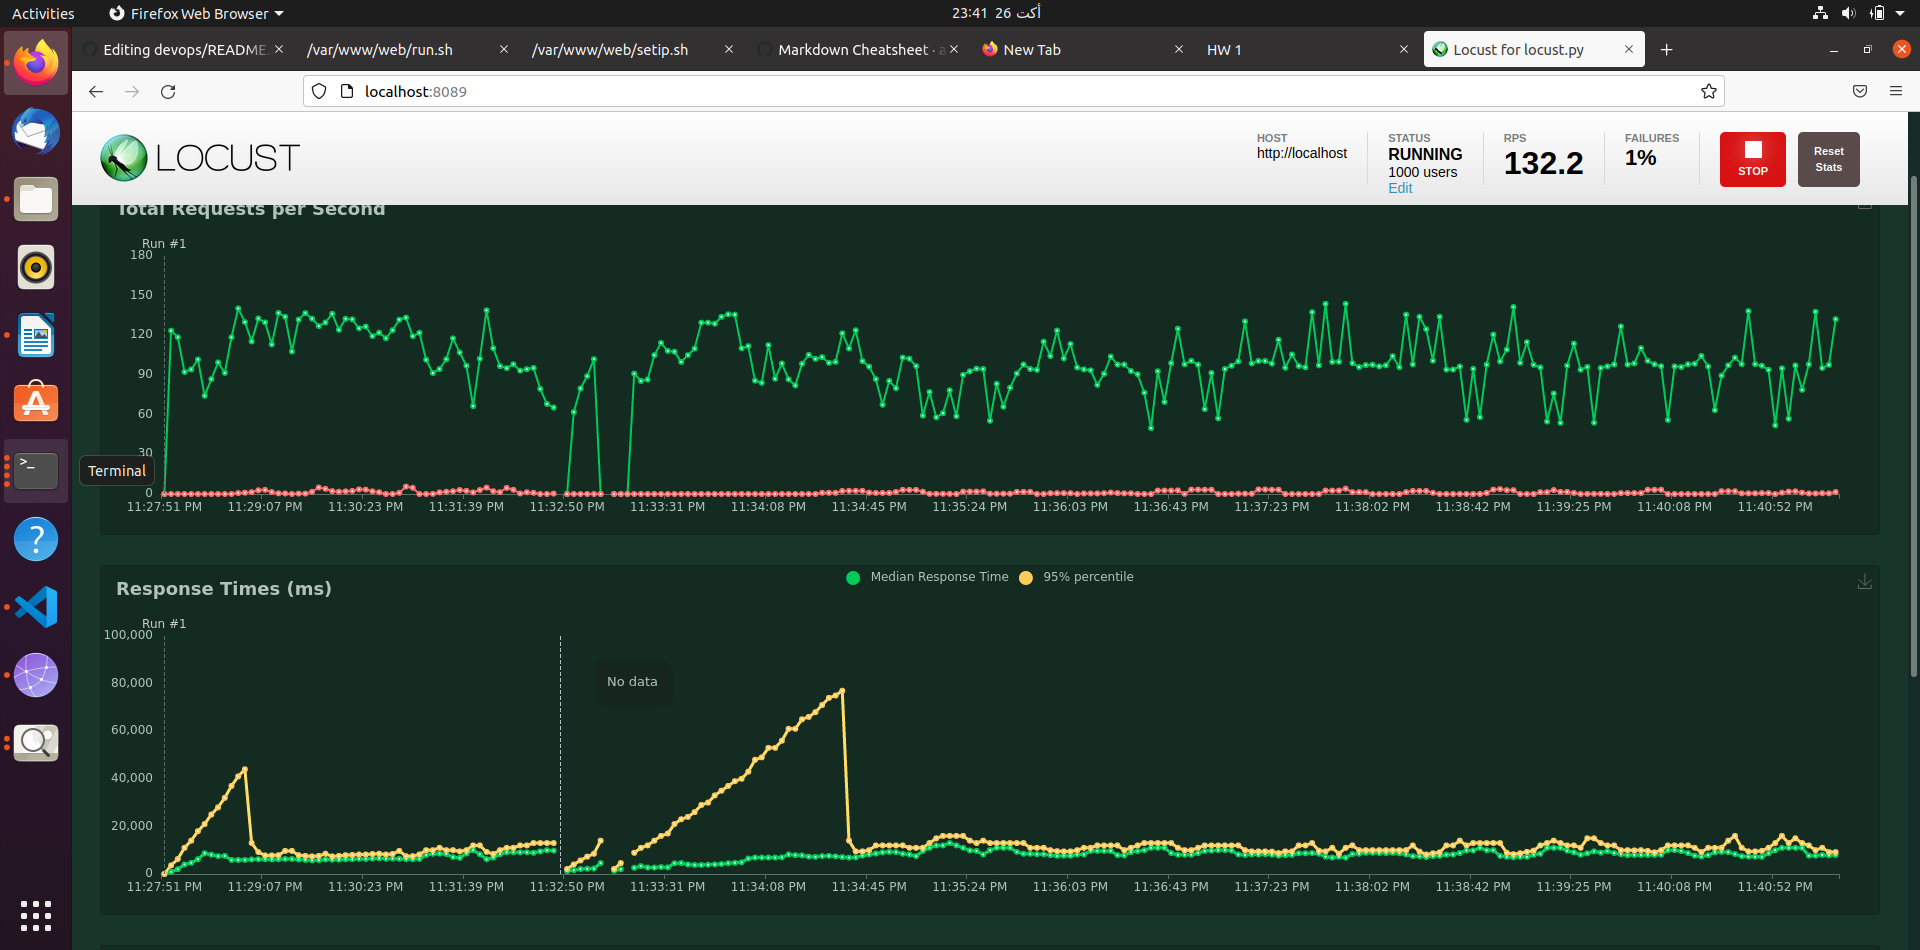 Activities
Firefox Web Browser
23:41 26 أكت
Editing devops/README.
/var/www/web/run.sh
/var/www/web/setip.sh
Markdown Cheatsheet · a
New Tab
HW 1
Locust for locust.py
localhost:8089
LOCUST
HOST
http://localhost
STATUS
RUNNING
1000 users
Edit
RPS
132.2
FAILURES
1%
STOP
Reset
Stats
Total Requests per Second
Run #1
180
150
120
90
60
30
0
Terminal
11:27:51 PM 11:29:07 PM 11:30:23 PM 11:31:39 PM 11:32:50 PM 11:33:31 PM 11:34:08 PM 11:34:45 PM 11:35:24 PM 11:36:03 PM 11:36:43 PM 11:37:23 PM 11:38:02 PM 11:38:42 PM 11:39:25 PM 11:40:08 PM 11:40:52 PM
Response Times (ms)
Median Response Time
95% percentile
Run #1
100,000
80,000
60,000
40,000
20,000
0
No data
11:27:51 PM 11:29:07 PM 11:30:23 PM 11:31:39 PM 11:32:50 PM 11:33:31 PM 11:34:08 PM 11:34:45 PM 11:35:24 PM 11:36:03 PM 11:36:43 PM 11:37:23 PM 11:38:02 PM 11:38:42 PM 11:39:25 PM 11:40:08 PM 11:40:52 PM